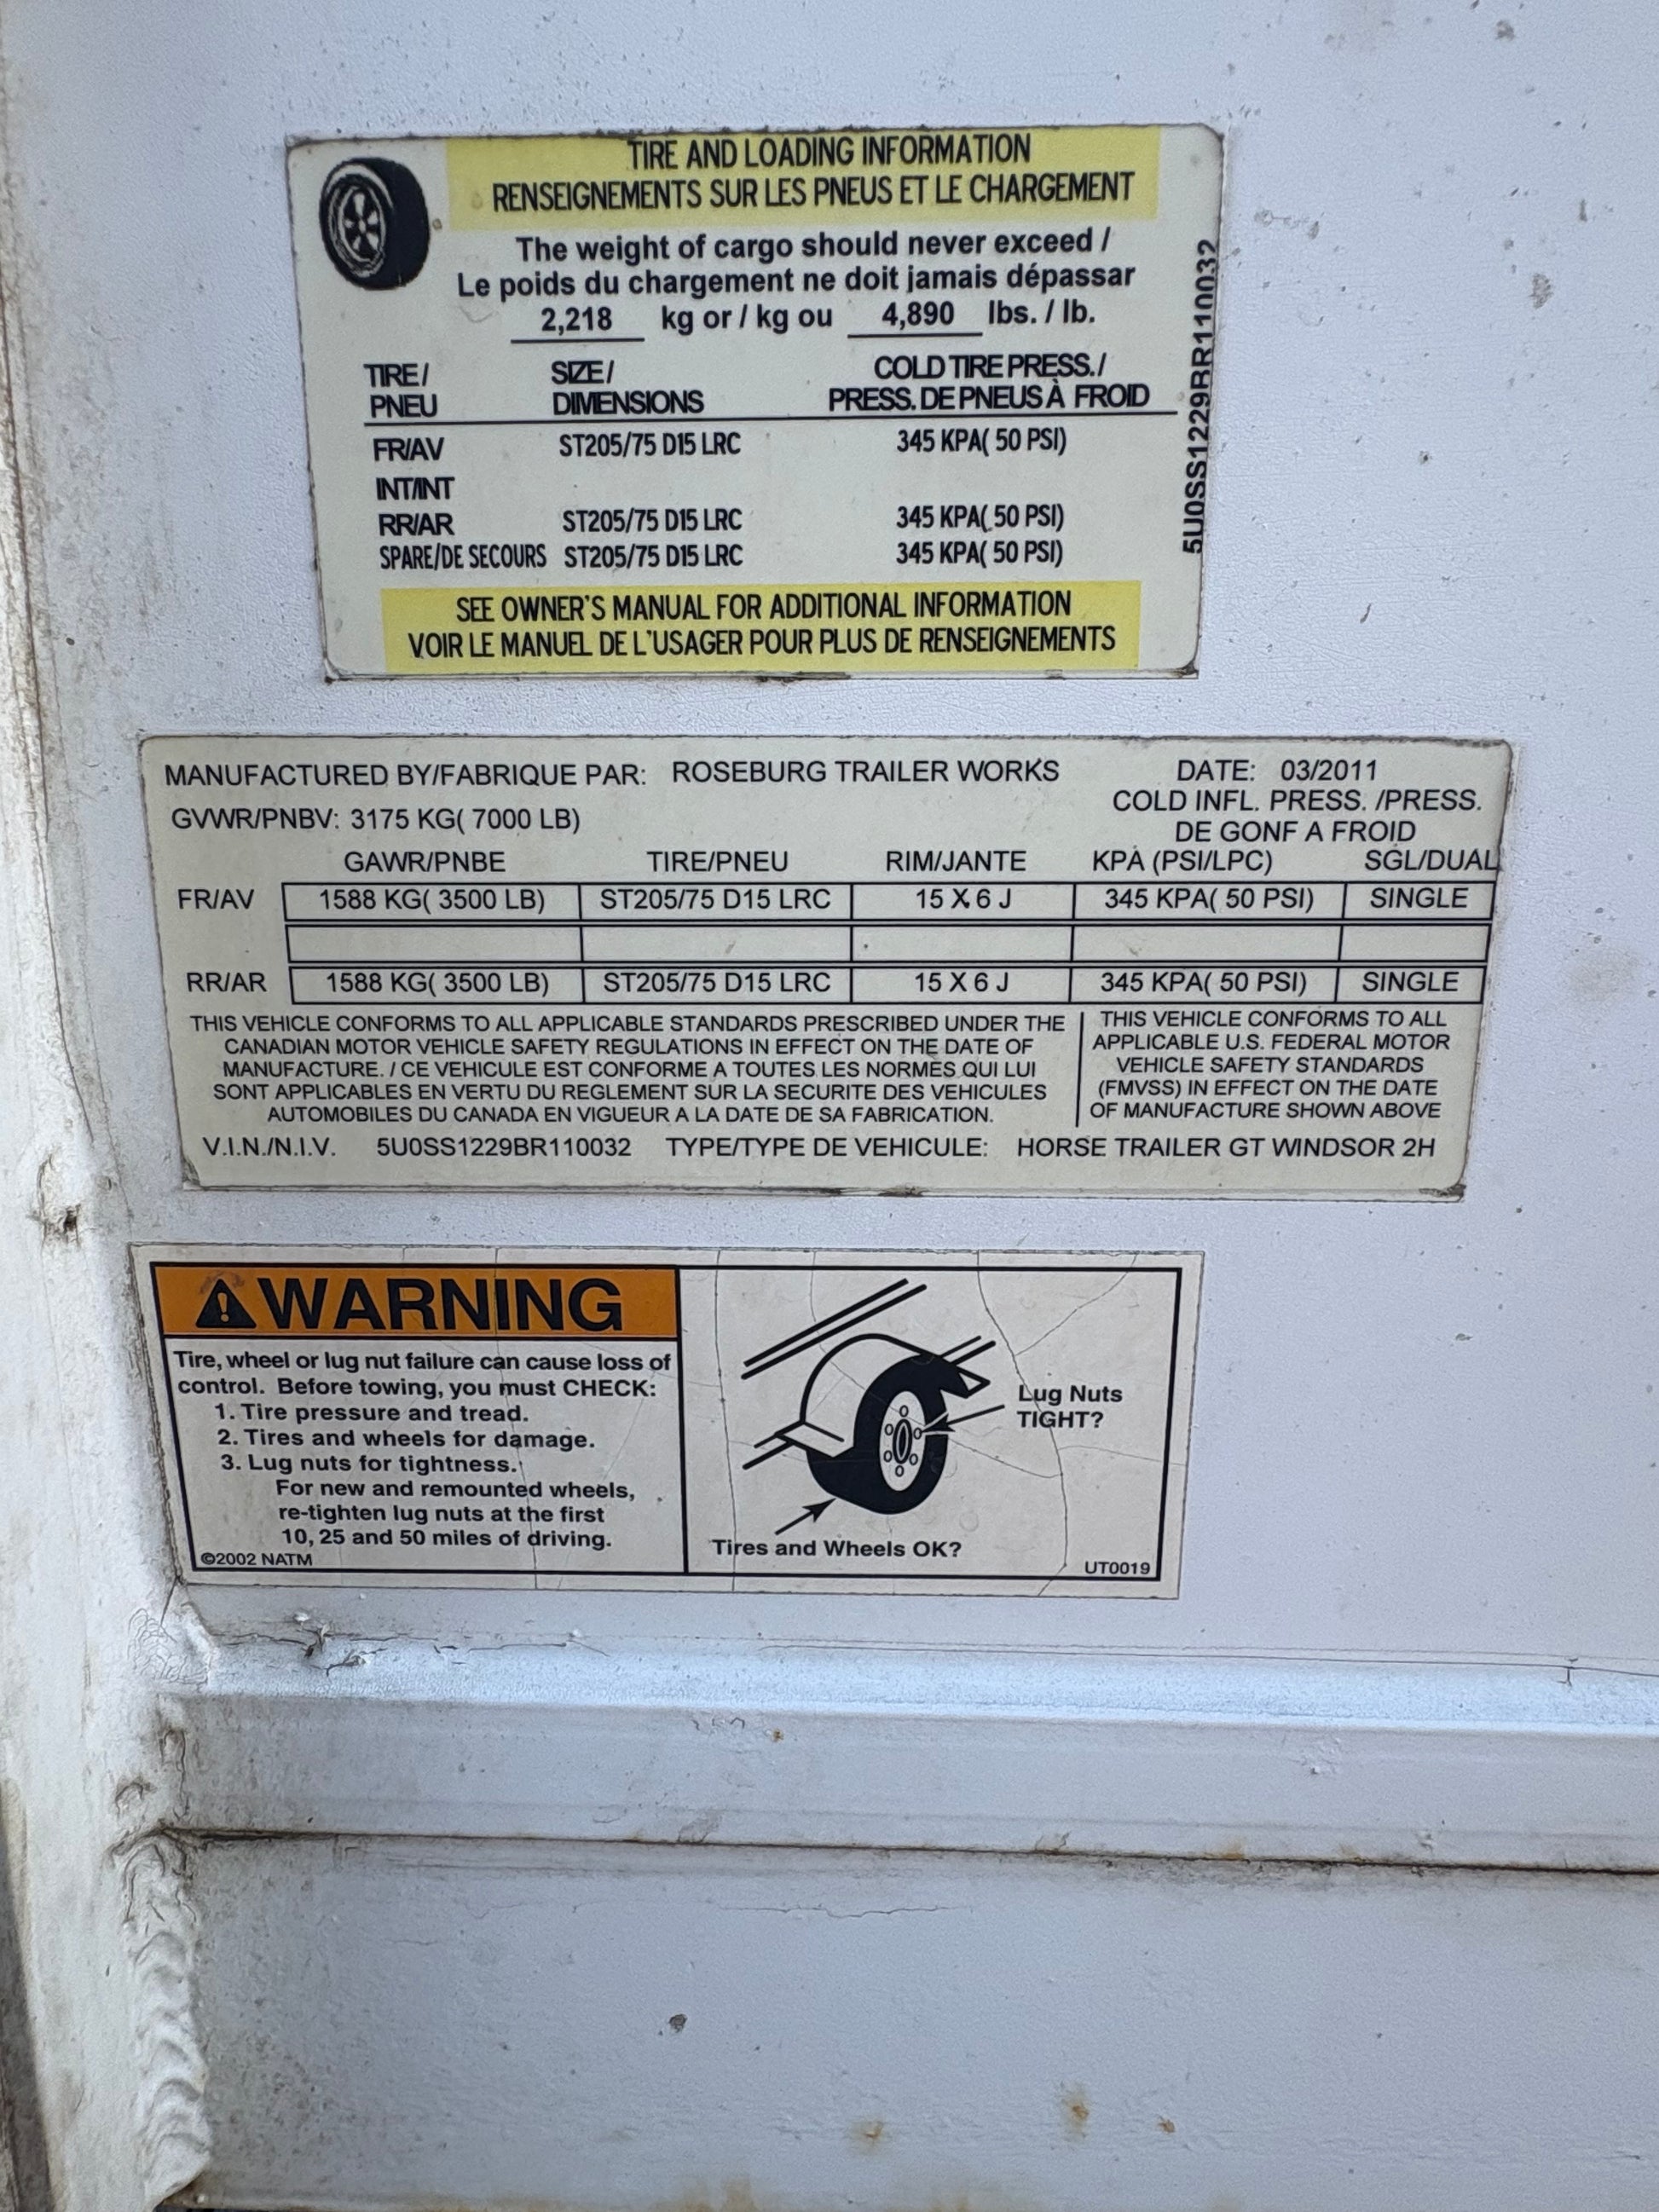 TIRE AND LOADING INFORMATION
RENSEIGNEMENTS SUR LES PNEUS ET LE CHARGEMENT
The weight of cargo should never exceed /
Le poids du chargement ne doit jamais dépassar
2,218 kg or / kg ou 4,890 lbs. / lb.
TIRE / SIZE / COLD TIRE PRESS. /
PNEU DIMENSIONS PRESS. DE PNEUS À FROID
FR/AV ST205/75 D15 LRC 345 KPA( 50 PSI)
INT/INT
RR/AR ST205/75 D15 LRC 345 KPA( 50 PSI)
SPARE/DE SECOURS ST205/75 D15 LRC 345 KPA( 50 PSI)
SEE OWNER'S MANUAL FOR ADDITIONAL INFORMATION
VOIR LE MANUEL DE L'USAGER POUR PLUS DE RENSEIGNEMENTS
5U0SS1229BR110032
MANUFACTURED BY/FABRIQUE PAR: ROSEBURG TRAILER WORKS DATE: 03/2011
GVWR/PNBV: 3175 KG( 7000 LB) COLD INFL. PRESS. /PRESS.
DE GONF A FROID
GAWR/PNBE TIRE/PNEU RIM/JANTE KPA (PSI/LPC) SGL/DUAL
FR/AV 1588 KG( 3500 LB) ST205/75 D15 LRC 15 X 6 J 345 KPA( 50 PSI) SINGLE
RR/AR 1588 KG( 3500 LB) ST205/75 D15 LRC 15 X 6 J 345 KPA( 50 PSI) SINGLE
THIS VEHICLE CONFORMS TO ALL APPLICABLE STANDARDS PRESCRIBED UNDER THE
CANADIAN MOTOR VEHICLE SAFETY REGULATIONS IN EFFECT ON THE DATE OF
MANUFACTURE. / CE VEHICULE EST CONFORME A TOUTES LES NORMES QUI LUI
SONT APPLICABLES EN VERTU DU REGLEMENT SUR LA SECURITE DES VEHICULES
AUTOMOBILES DU CANADA EN VIGUEUR A LA DATE DE SA FABRICATION.
THIS VEHICLE CONFORMS TO ALL
APPLICABLE U.S. FEDERAL MOTOR
VEHICLE SAFETY STANDARDS
(FMVSS) IN EFFECT ON THE DATE
OF MANUFACTURE SHOWN ABOVE
V.I.N./N.I.V. 5U0SS1229BR110032 TYPE/TYPE DE VEHICULE: HORSE TRAILER GT WINDSOR 2H
WARNING
Tire, wheel or lug nut failure can cause loss of
control. Before towing, you must CHECK:
1. Tire pressure and tread.
2. Tires and wheels for damage.
3. Lug nuts for tightness.
For new and remounted wheels,
re-tighten lug nuts at the first
10, 25 and 50 miles of driving.
©2002 NATM
Lug Nuts
TIGHT?
Tires and Wheels OK?
UT0019